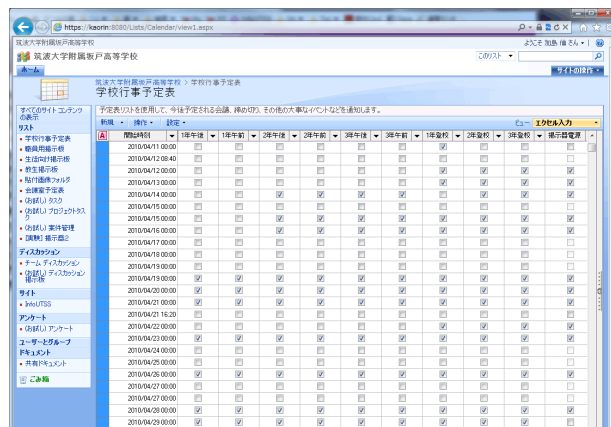 https://kaorin:8080/Lists/Calendar/view1.aspx
筑波大学附属坂戸高等学校
ようこそ 加島 倫 さん
筑波大学附属坂戸高等学校
このリスト
ホーム
サイトの操作
筑波大学附属坂戸高等学校 > 学校行事予定表
学校行事予定表
予定表リストを使用して、今後予定される会議、締め切り、その他の大事なイベントなどを通知します。
新規 操作 設定
ビュー エクセル入力
すべてのサイト コンテンツの表示
リスト
学校行事予定表
職員用掲示板
生活向け掲示板
教生掲示板
貼付画像フォルダ
会議室予定表
(お試し) タスク
(お試し) プロジェクトタスク
(お試し) 案件管理
【実験】掲示器2
ディスカッション
チーム ディスカッション
(お試し) ディスカッション掲示板
サイト
InfoUTSS
アンケート
(お試し) アンケート
ユーザーとグループ
ドキュメント
共有ドキュメント
ごみ箱
開始時刻 1年午後 1年午前 2年午後 2年午前 3年午後 3年午前 1年登校 2年登校 3年登校 掲示器電源
2010/04/11 00:00
2010/04/12 08:40
2010/04/12 00:00
2010/04/13 00:00
2010/04/14 00:00
2010/04/15 00:00
2010/04/15 00:00
2010/04/16 00:00
2010/04/17 00:00
2010/04/18 00:00
2010/04/19 00:00
2010/04/19 00:00
2010/04/20 00:00
2010/04/21 00:00
2010/04/21 16:20
2010/04/22 00:00
2010/04/23 00:00
2010/04/24 00:00
2010/04/25 00:00
2010/04/26 00:00
2010/04/27 00:00
2010/04/27 00:00
2010/04/28 00:00
2010/04/29 00:00